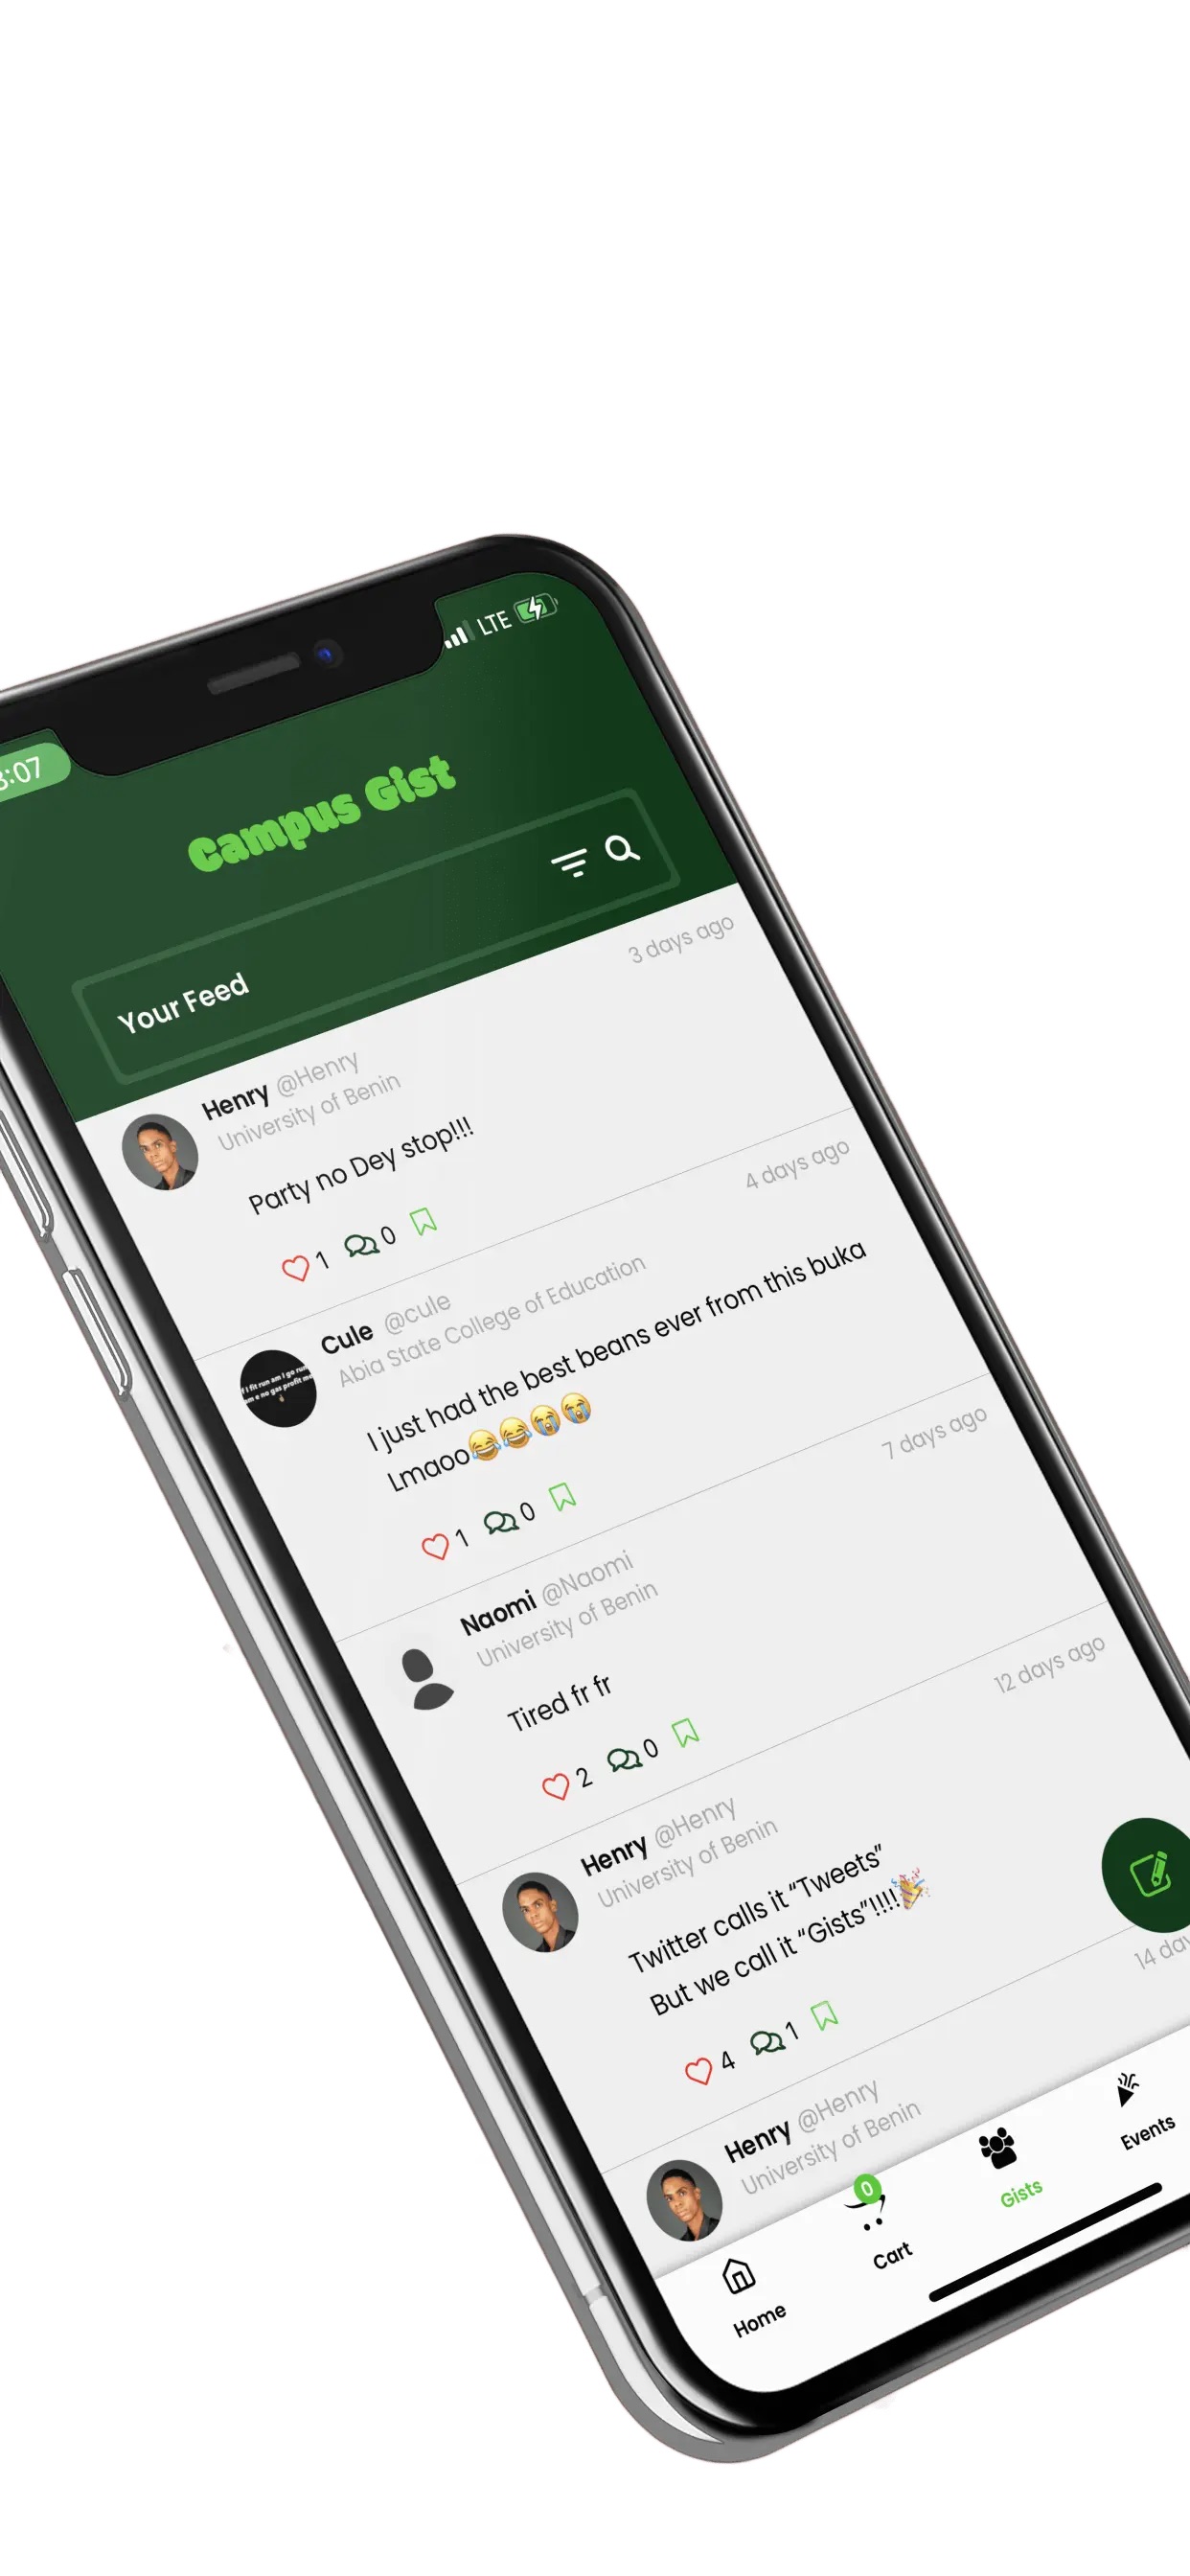 3:07
LTE
Campus Gist
Your Feed
3 days ago
Henry @Henry
University of Benin
Party no Dey stop!!!
1 0
4 days ago
Cule @cule
Abia State College of Education
I just had the best beans ever from this buka
Lmaoo😂😂😭😭
1 0
7 days ago
Naomi @Naomi
University of Benin
Tired fr fr
2 0
12 days ago
Henry @Henry
University of Benin
Twitter calls it “Tweets”
But we call it “Gists”!!!!🎉
4 1
14
Henry @Henry
University of Benin
0
Home
Cart
Gists
Events